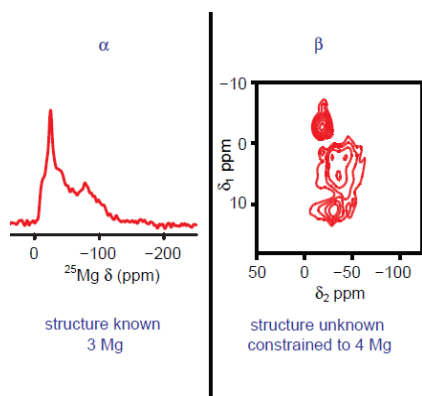 α
0 −100 −200
²⁵Mg δ (ppm)
structure known
3 Mg
β
−10
0
10
δ₁ ppm
50 0 −50 −100
δ₂ ppm
structure unknown
constrained to 4 Mg